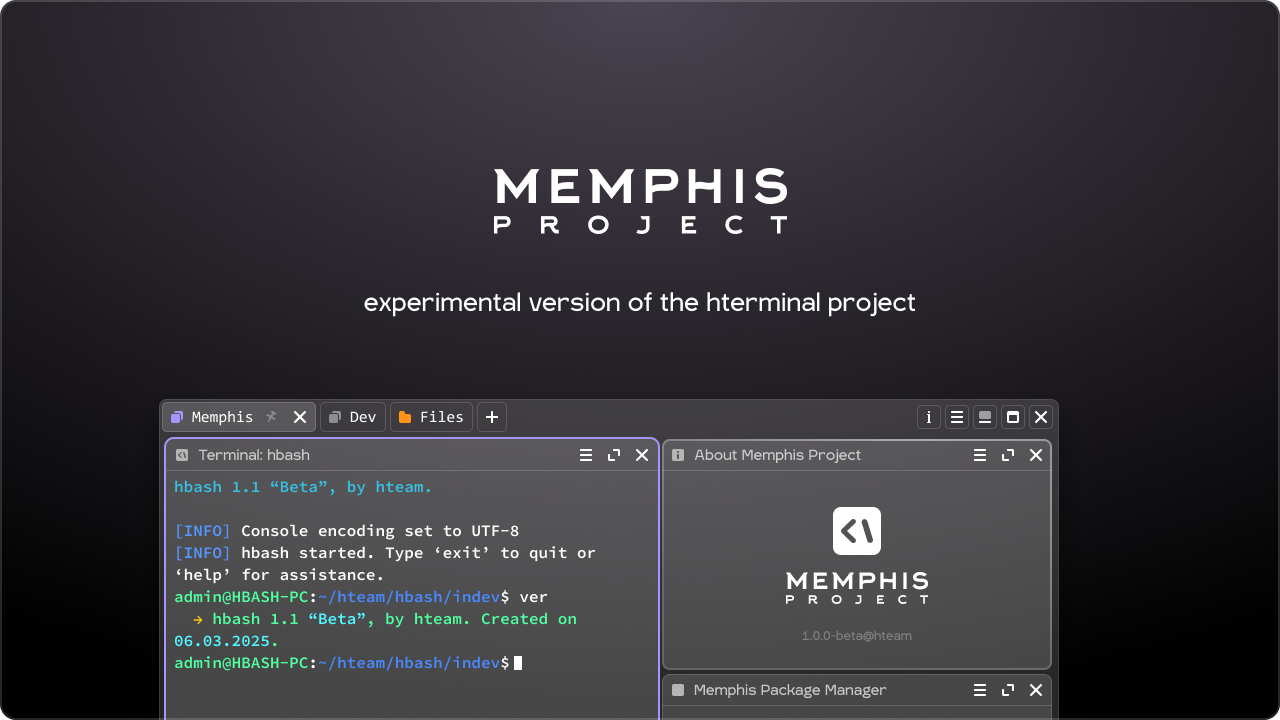 MEMPHIS
PROJECT
experimental version of the hterminal project
Memphis
Dev
Files
Terminal: hbash
hbash 1.1 “Beta”, by hteam.
[INFO] Console encoding set to UTF-8
[INFO] hbash started. Type ‘exit’ to quit or
‘help’ for assistance.
admin@HBASH-PC:~/hteam/hbash/indev$ ver
→ hbash 1.1 “Beta”, by hteam. Created on
06.03.2025.
admin@HBASH-PC:~/hteam/hbash/indev$
About Memphis Project
MEMPHIS
PROJECT
1.0.0-beta@hteam
Memphis Package Manager